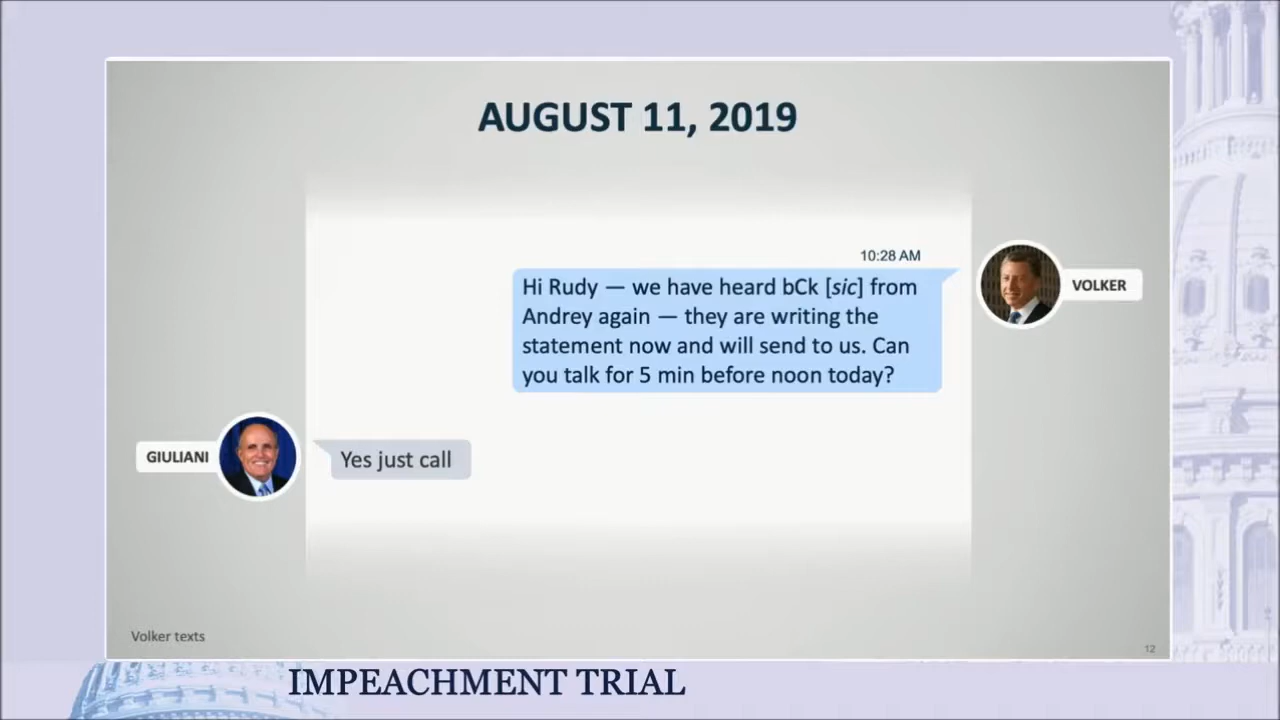 AUGUST 11, 2019
10:28 AM
Hi Rudy — we have heard bCk [sic] from
Andrey again — they are writing the
statement now and will send to us. Can
you talk for 5 min before noon today?
VOLKER
GIULIANI
Yes just call
Volker texts
12
IMPEACHMENT TRIAL